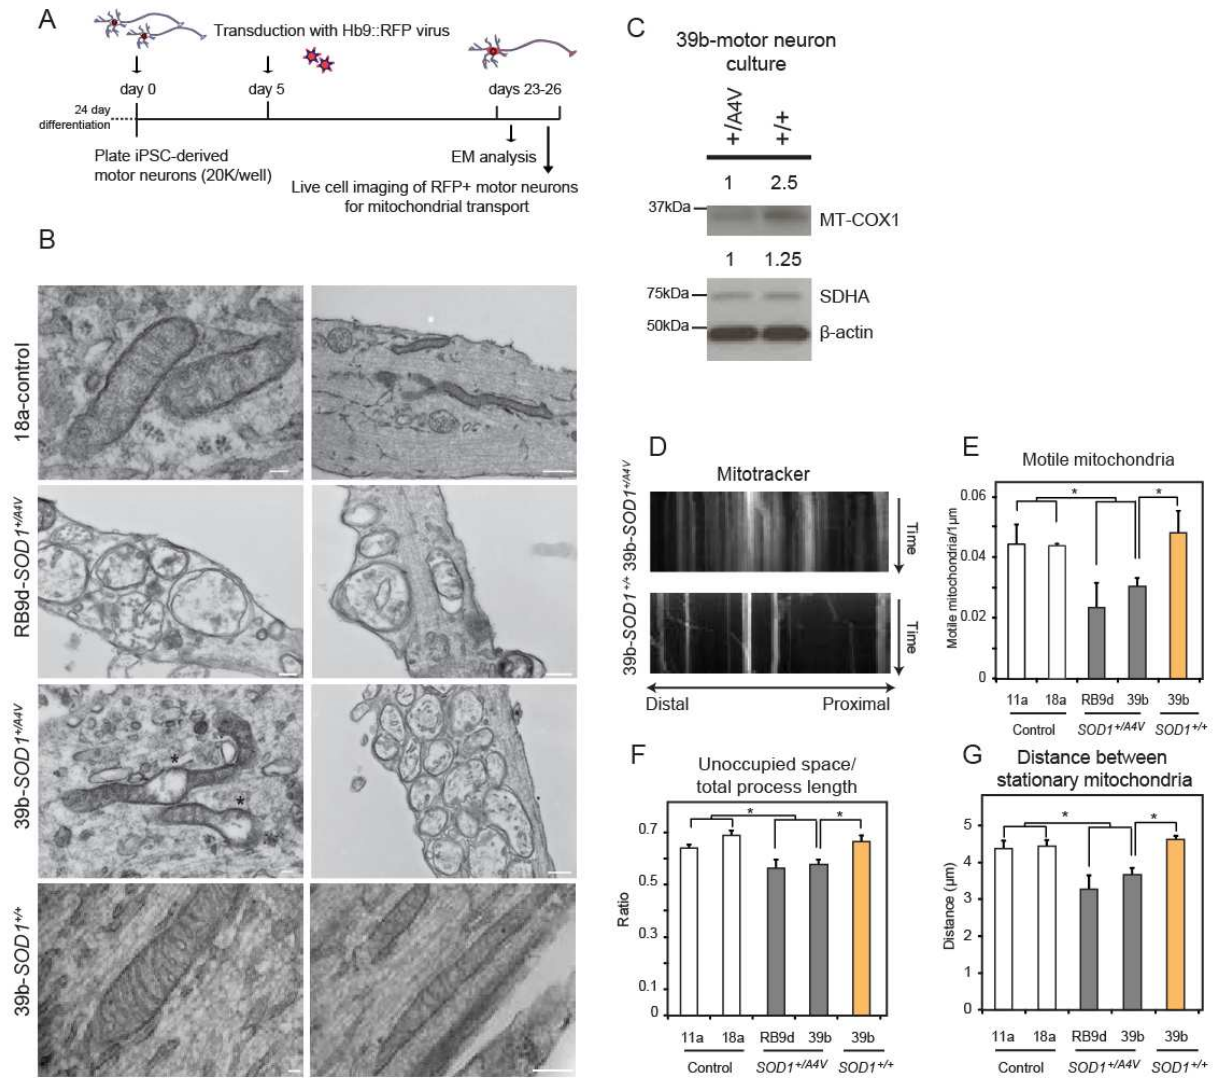 A
Transduction with Hb9::RFP virus
day 0
day 5
days 23-26
24 day
differentiation
Plate iPSC-derived
motor neurons (20K/well)
EM analysis
Live cell imaging of RFP+ motor neurons
for mitochondrial transport
B
18a-control
RB9d-SOD1+/A4V
39b-SOD1+/A4V
*
*
39b-SOD1+/+
C
39b-motor neuron
culture
+/A4V
+/+
1
2.5
37kDa
MT-COX1
1
1.25
75kDa
SDHA
50kDa
β-actin
D
Mitotracker
39b-SOD1+/A4V
Time
39b-SOD1+/+
Time
Distal
Proximal
E
Motile mitochondria
*
*
Motile mitochondria/1μm
0.06
0.04
0.02
0
11a
18a
RB9d
39b
39b
Control
SOD1+/A4V
SOD1+/+
F
Unoccupied space/
total process length
*
*
Ratio
0.7
0.5
0.3
0.1
0
11a
18a
RB9d
39b
39b
Control
SOD1+/A4V
SOD1+/+
G
Distance between
stationary mitochondria
*
*
Distance (μm)
5
4
3
2
1
0
11a
18a
RB9d
39b
39b
Control
SOD1+/A4V
SOD1+/+